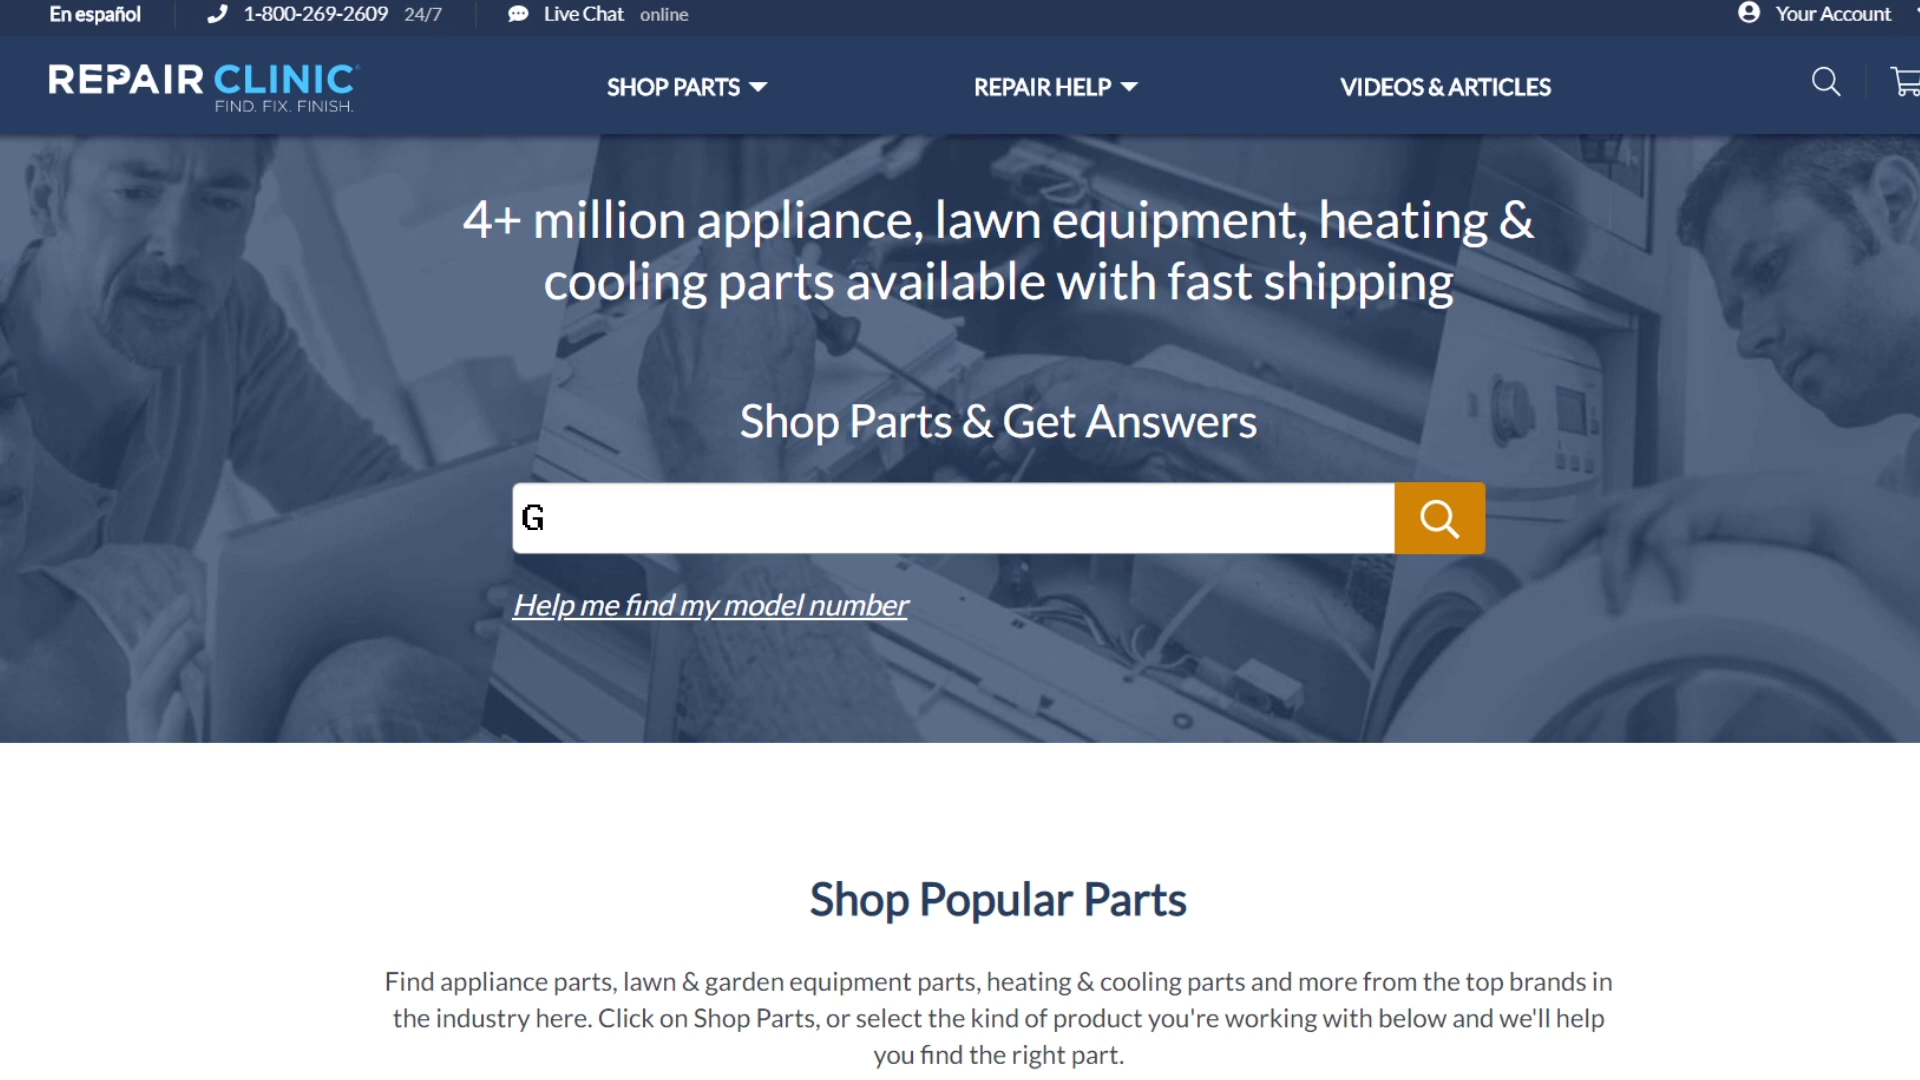 En español
1-800-269-2609 24/7
Live Chat online
Your Account
REPAIR CLINIC
FIND. FIX. FINISH.
SHOP PARTS
REPAIR HELP
VIDEOS & ARTICLES
4+ million appliance, lawn equipment, heating &
cooling parts available with fast shipping
Shop Parts & Get Answers
G
Help me find my model number
Shop Popular Parts
Find appliance parts, lawn & garden equipment parts, heating & cooling parts and more from the top brands in
the industry here. Click on Shop Parts, or select the kind of product you're working with below and we'll help
you find the right part.